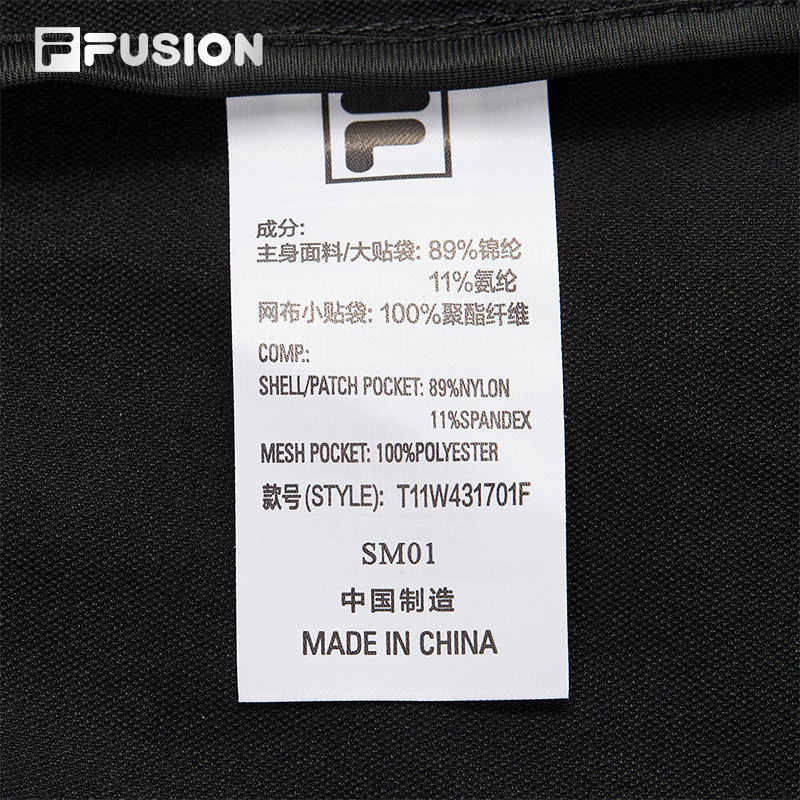 FUSION
成分:
主身面料/大贴袋: 89%锦纶
11%氨纶
网布小贴袋: 100%聚酯纤维
COMP.:
SHELL/PATCH POCKET: 89%NYLON
11%SPANDEX
MESH POCKET: 100%POLYESTER
款号(STYLE): T11W431701F
SM01
中国制造
MADE IN CHINA